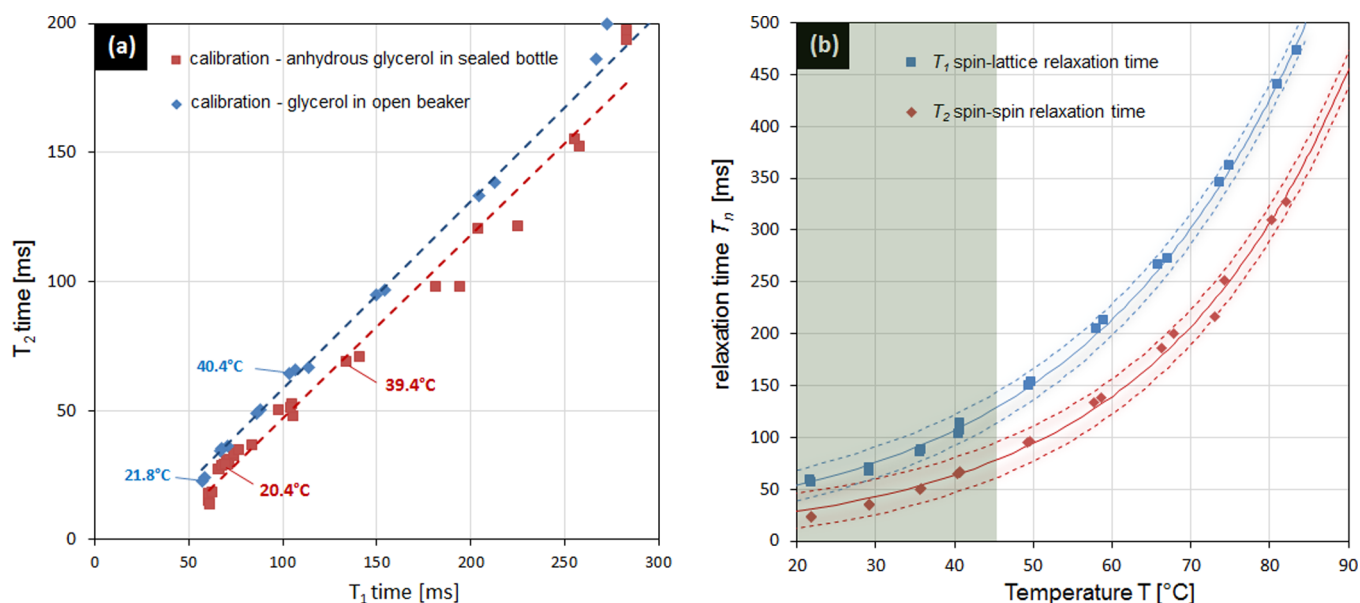 (a)
calibration - anhydrous glycerol in sealed bottle
calibration - glycerol in open beaker
200
150
100
50
0
T2 time [ms]
40.4°C
39.4°C
21.8°C
20.4°C
0 50 100 150 200 250 300
T1 time [ms]
(b)
T1 spin-lattice relaxation time
T2 spin-spin relaxation time
500
450
400
350
300
250
200
150
100
50
0
relaxation time Tn [ms]
20 30 40 50 60 70 80 90
Temperature T [°C]